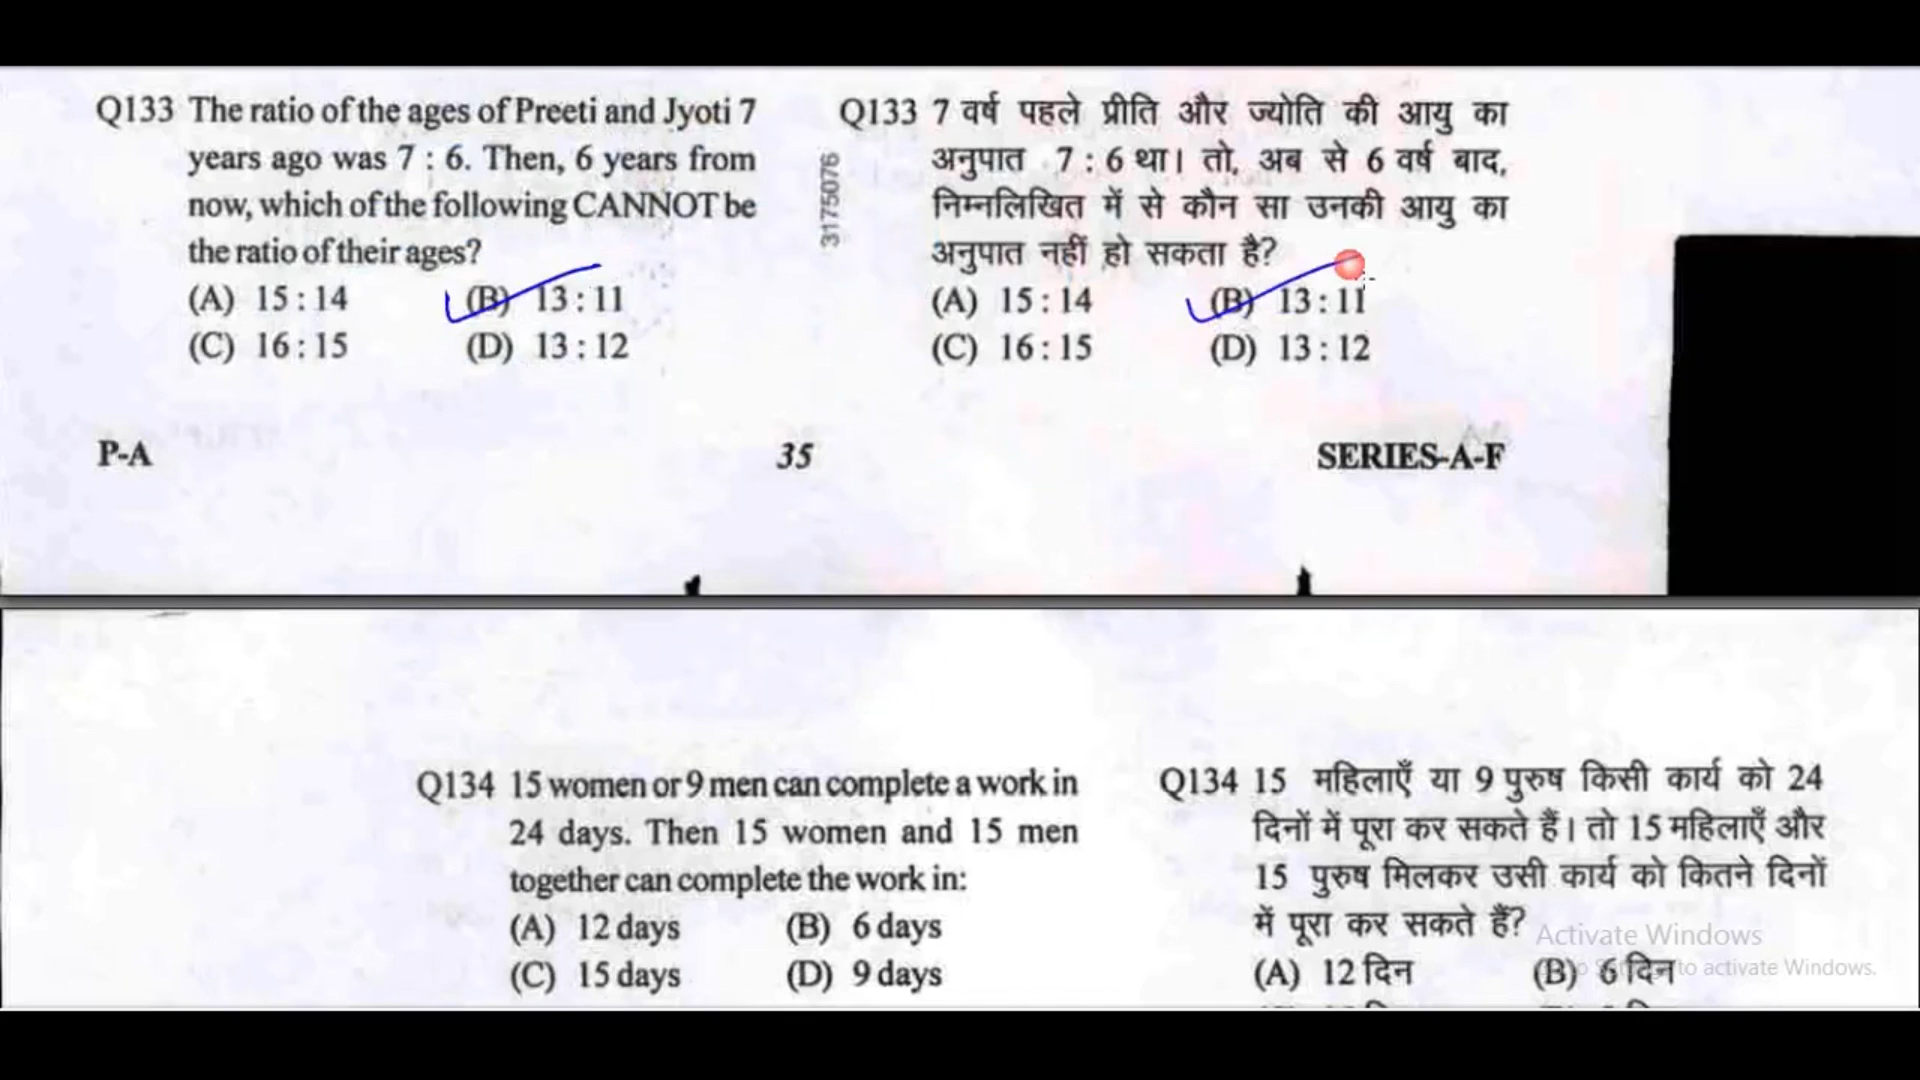 Q133 The ratio of the ages of Preeti and Jyoti 7
years ago was 7 : 6. Then, 6 years from
now, which of the following CANNOT be
the ratio of their ages?
(A) 15 : 14 (B) 13 : 11
(C) 16 : 15 (D) 13 : 12
3175076
Q133 7 वर्ष पहले प्रीति और ज्योति की आयु का
अनुपात 7 : 6 था। तो, अब से 6 वर्ष बाद,
निम्नलिखित में से कौन सा उनकी आयु का
अनुपात नहीं हो सकता है?
(A) 15 : 14 (B) 13 : 11
(C) 16 : 15 (D) 13 : 12
P-A 35 SERIES-A-F
Q134 15 women or 9 men can complete a work in
24 days. Then 15 women and 15 men
together can complete the work in:
(A) 12 days (B) 6 days
(C) 15 days (D) 9 days
Q134 15 महिलाएँ या 9 पुरुष किसी कार्य को 24
दिनों में पूरा कर सकते हैं। तो 15 महिलाएँ और
15 पुरुष मिलकर उसी कार्य को कितने दिनों
में पूरा कर सकते हैं?
(A) 12 दिन (B) 6 दिन
Activate Windows
to activate Windows.